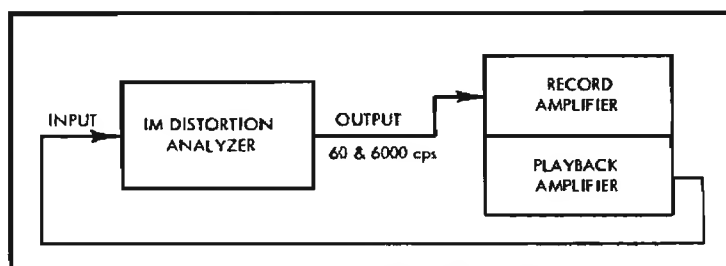 INPUT
IM DISTORTION
ANALYZER
OUTPUT
60 & 6000 cps
RECORD
AMPLIFIER
PLAYBACK
AMPLIFIER